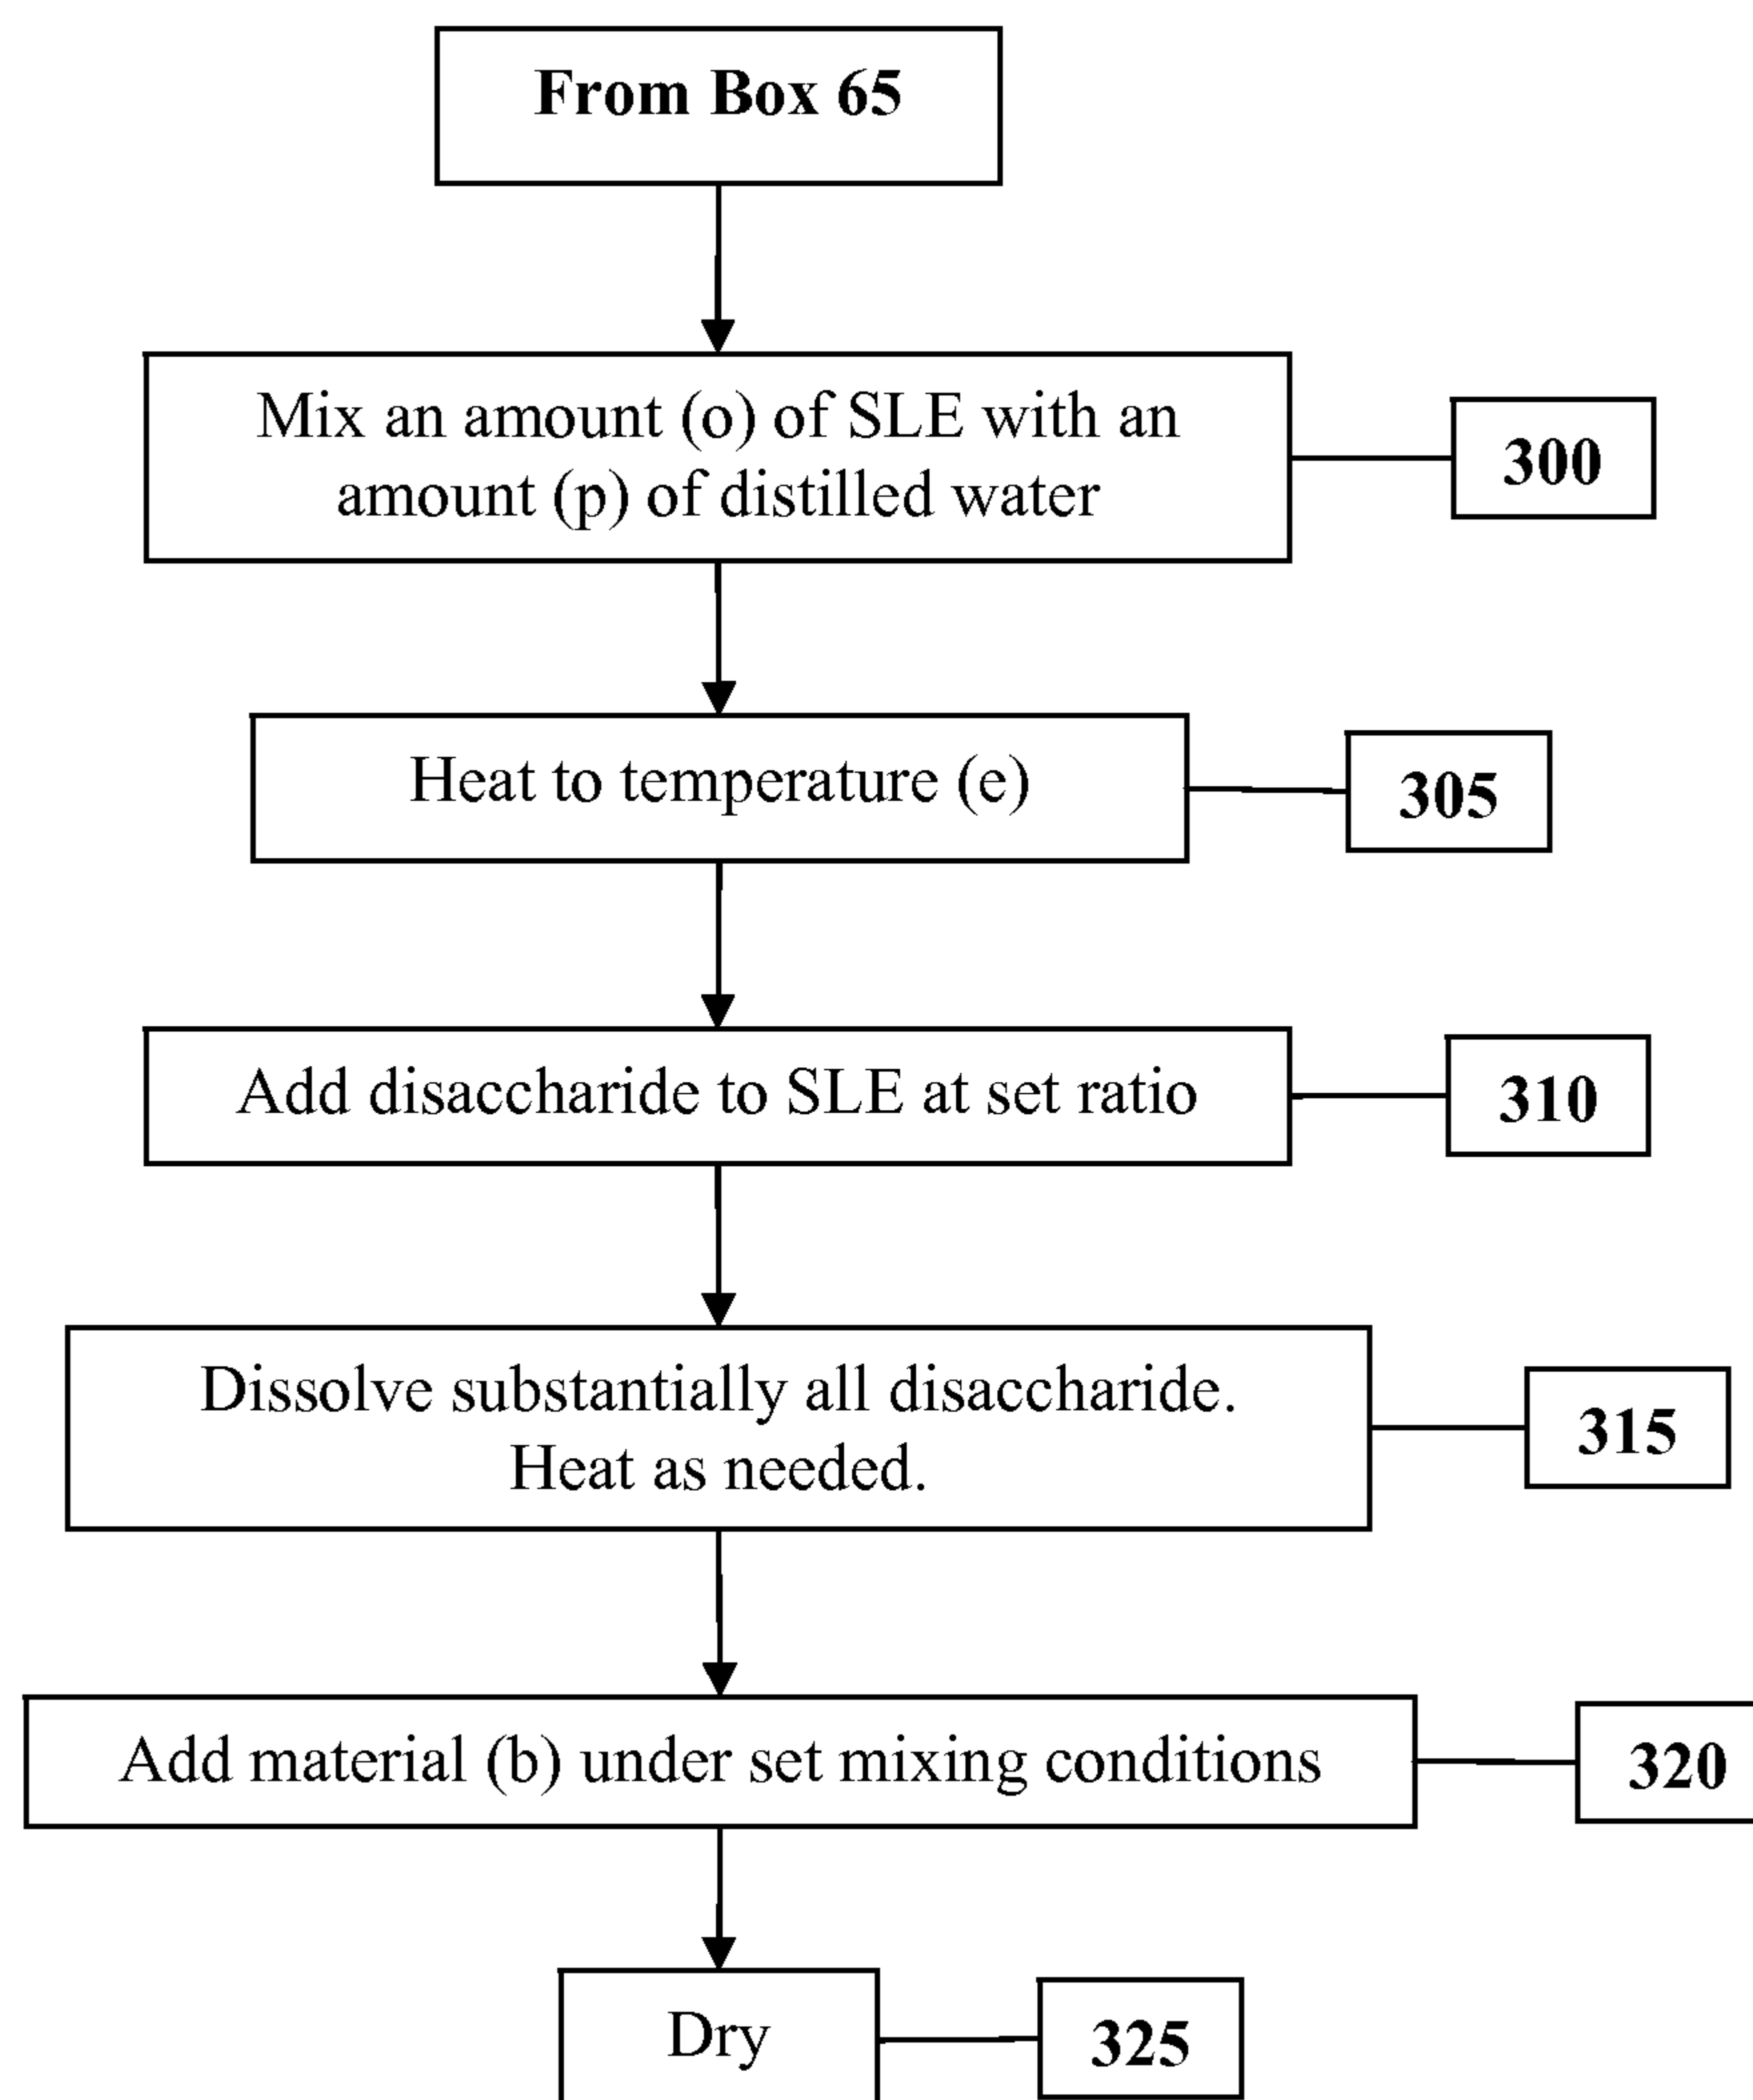 From Box 65
Mix an amount (o) of SLE with an
amount (p) of distilled water
300
Heat to temperature (e)
305
Add disaccharide to SLE at set ratio
310
Dissolve substantially all disaccharide.
Heat as needed.
315
Add material (b) under set mixing conditions
320
Dry
325